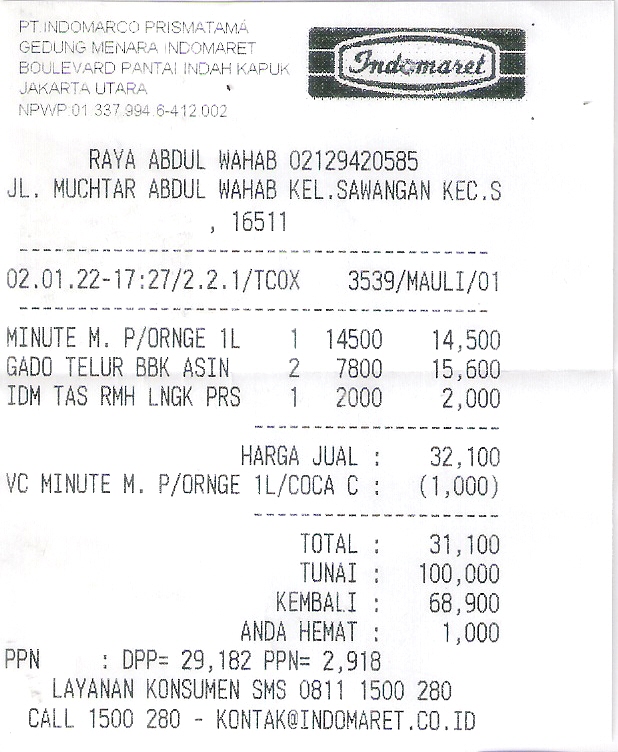 PT.INDOMARCO PRISMATAMA
GEDUNG MENARA INDOMARET
BOULEVARD PANTAI INDAH KAPUK
JAKARTA UTARA
NPWP:01.337.994.6-412.002
Indomaret
RAYA ABDUL WAHAB 02129420585
JL. MUCHTAR ABDUL WAHAB KEL.SAWANGAN KEC.S
, 16511
02.01.22-17:27/2.2.1/TCOX 3539/MAULI/01
MINUTE M. P/ORNGE 1L 1 14500 14,500
GADO TELUR BBK ASIN 2 7800 15,600
IDM TAS RMH LNGK PRS 1 2000 2,000
HARGA JUAL : 32,100
VC MINUTE M. P/ORNGE 1L/COCA C : (1,000)
TOTAL : 31,100
TUNAI : 100,000
KEMBALI : 68,900
ANDA HEMAT : 1,000
PPN : DPP= 29,182 PPN= 2,918
LAYANAN KONSUMEN SMS 0811 1500 280
CALL 1500 280 - KONTAK@INDOMARET.CO.ID